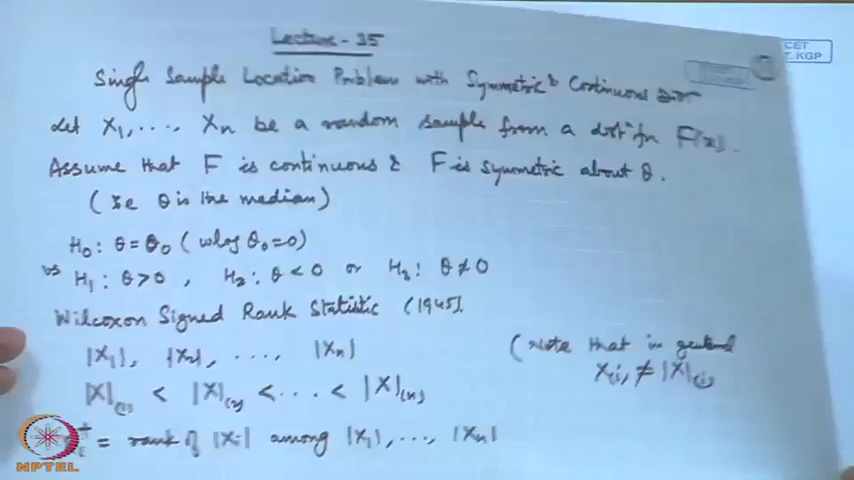 Lecture - 35
CET
T. KGP
Single Sample Location Problem with Symmetric & Continuous distⁿ
Let X₁, ..., Xₙ be a random sample from a distⁿ fn F(x).
Assume that F is continuous & F is symmetric about θ.
(ie θ is the median)
H₀: θ = θ₀ (wlog θ₀ = 0)
vs H₁: θ > 0, H₂: θ < 0 or H₃: θ ≠ 0
Wilcoxon Signed Rank Statistic (1945).
|X₁|, |X₂|, ...., |Xₙ|
(Note that in general
|X|₍₁₎ < |X|₍₂₎ < ... < |X|₍ₙ₎
X₍ᵢ₎ ≠ |X|₍ᵢ₎
= rank of |Xᵢ| among |X₁|, ..., |Xₙ|
NPTEL